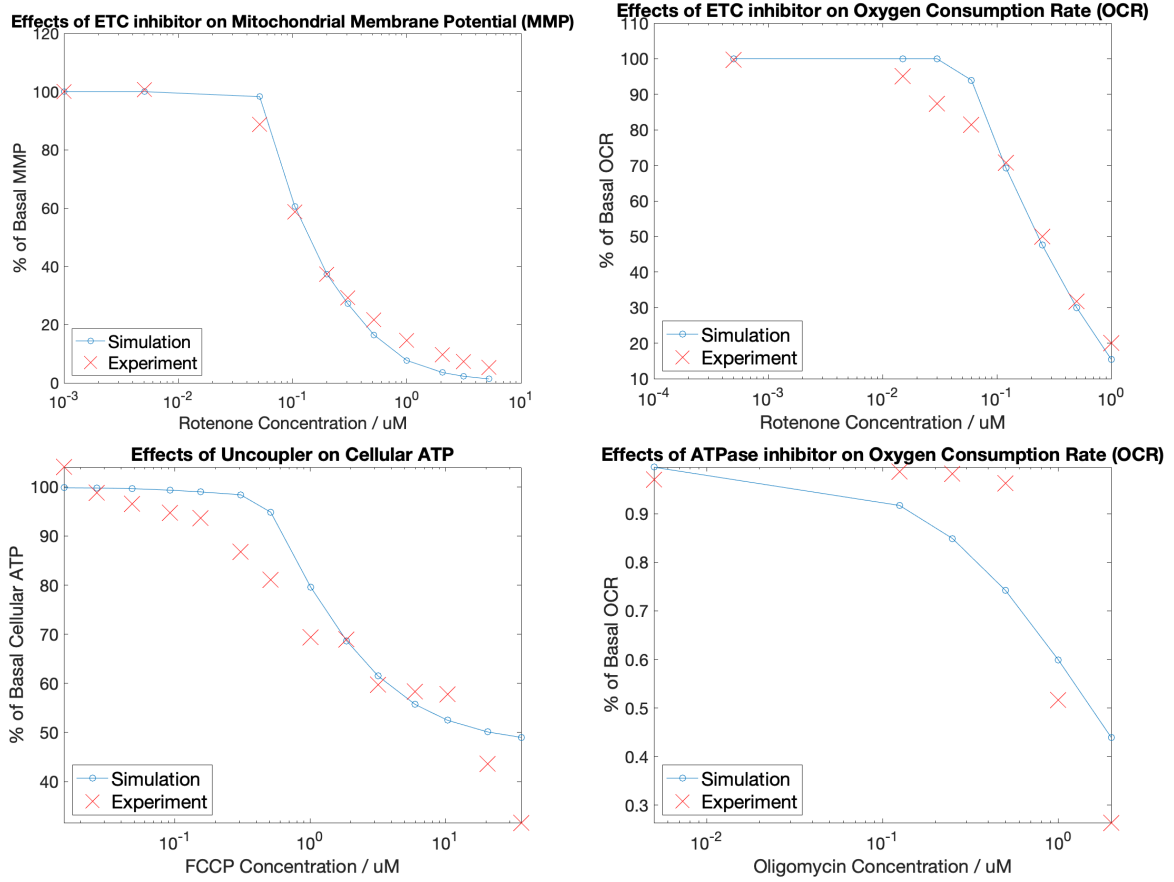 Effects of ETC inhibitor on Mitochondrial Membrane Potential (MMP)
120
100
80
60
40
20
0
% of Basal MMP
Simulation
Experiment
10^-3
10^-2
10^-1
10^0
10^1
Rotenone Concentration / uM
Effects of ETC inhibitor on Oxygen Consumption Rate (OCR)
110
100
90
80
70
60
50
40
30
20
10
% of Basal OCR
Simulation
Experiment
10^-4
10^-3
10^-2
10^-1
10^0
Rotenone Concentration / uM
Effects of Uncoupler on Cellular ATP
100
90
80
70
60
50
40
% of Basal Cellular ATP
Simulation
Experiment
10^-1
10^0
10^1
FCCP Concentration / uM
Effects of ATPase inhibitor on Oxygen Consumption Rate (OCR)
0.9
0.8
0.7
0.6
0.5
0.4
0.3
% of Basal OCR
Simulation
Experiment
10^-2
10^-1
10^0
Oligomycin Concentration / uM